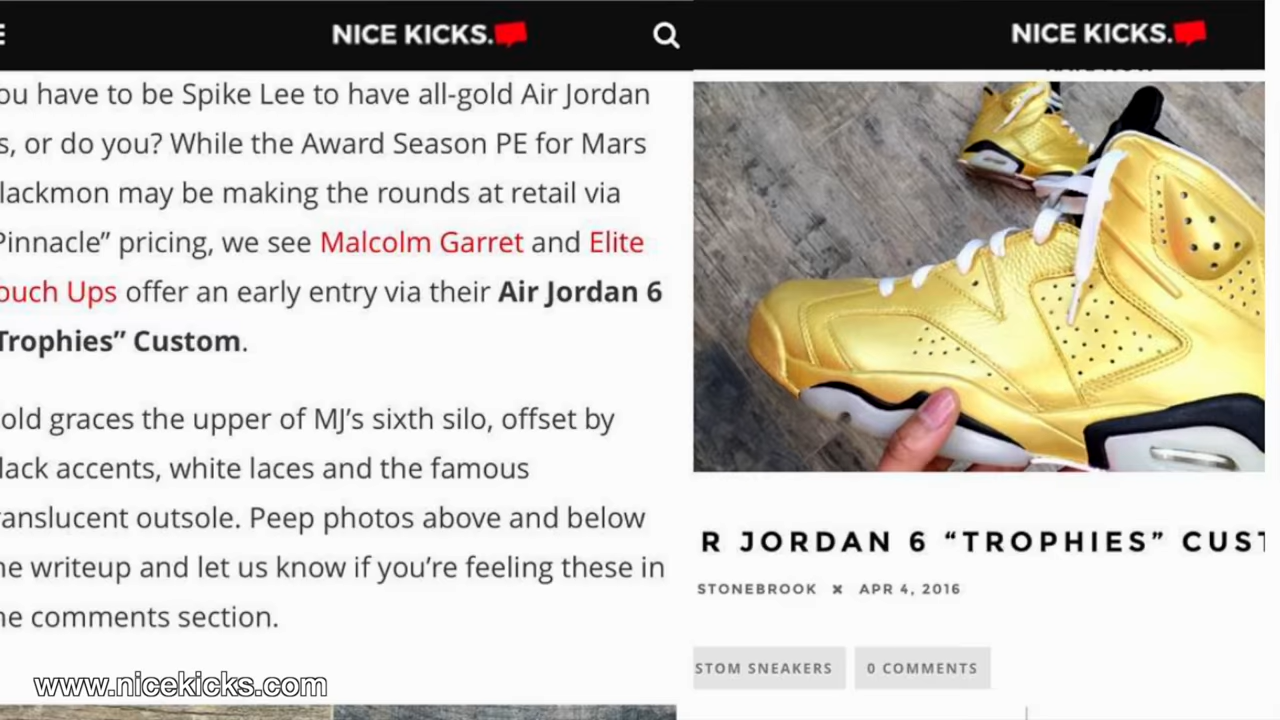 NICE KICKS.
ou have to be Spike Lee to have all-gold Air Jordan
s, or do you? While the Award Season PE for Mars
lackmon may be making the rounds at retail via
Pinnacle” pricing, we see Malcolm Garret and Elite
ouch Ups offer an early entry via their Air Jordan 6
Trophies” Custom.
old graces the upper of MJ’s sixth silo, offset by
lack accents, white laces and the famous
ranslucent outsole. Peep photos above and below
he writeup and let us know if you’re feeling these in
he comments section.
www.nicekicks.com
NICE KICKS.
R JORDAN 6 “TROPHIES” CUST
STONEBROOK × APR 4, 2016
STOM SNEAKERS
0 COMMENTS